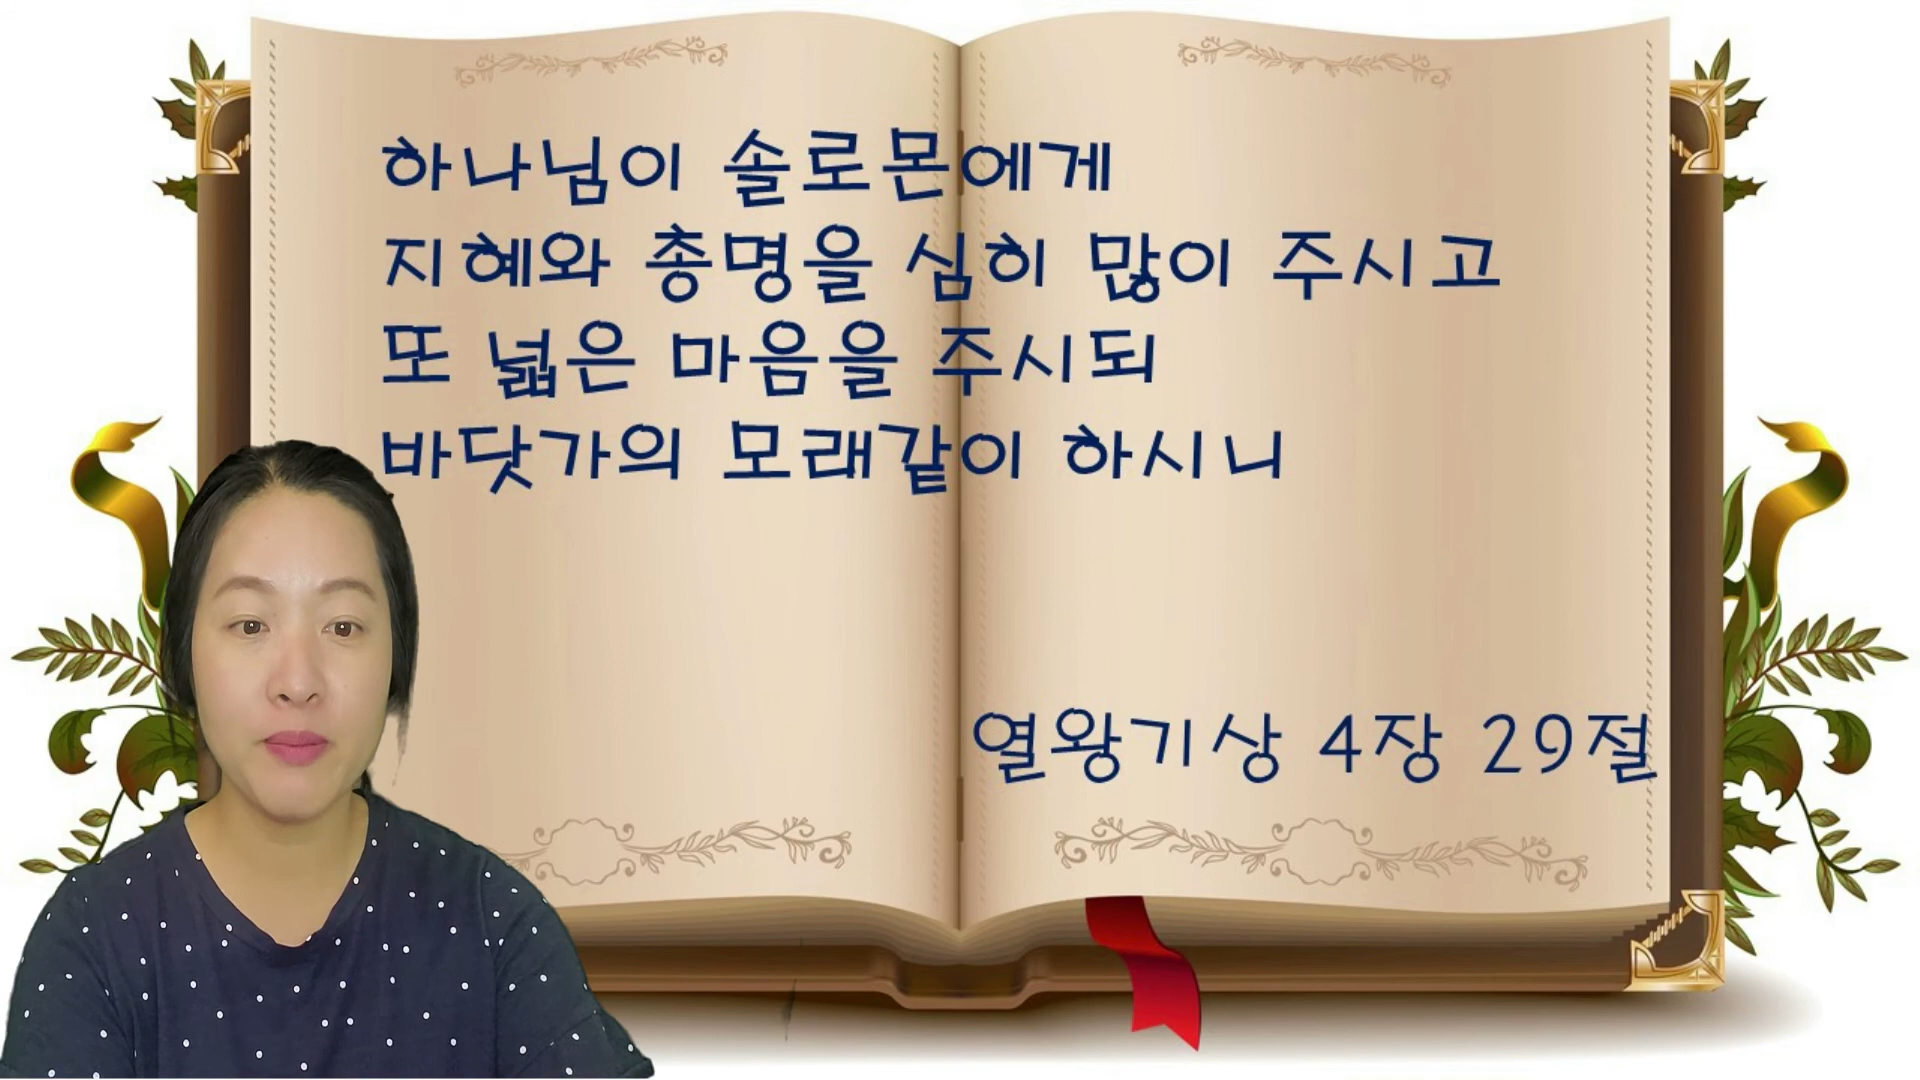 하나님이 솔로몬에게
지혜와 총명을 심히 많이 주시고
또 넓은 마음을 주시되
바닷가의 모래같이 하시니
열왕기상 4장 29절